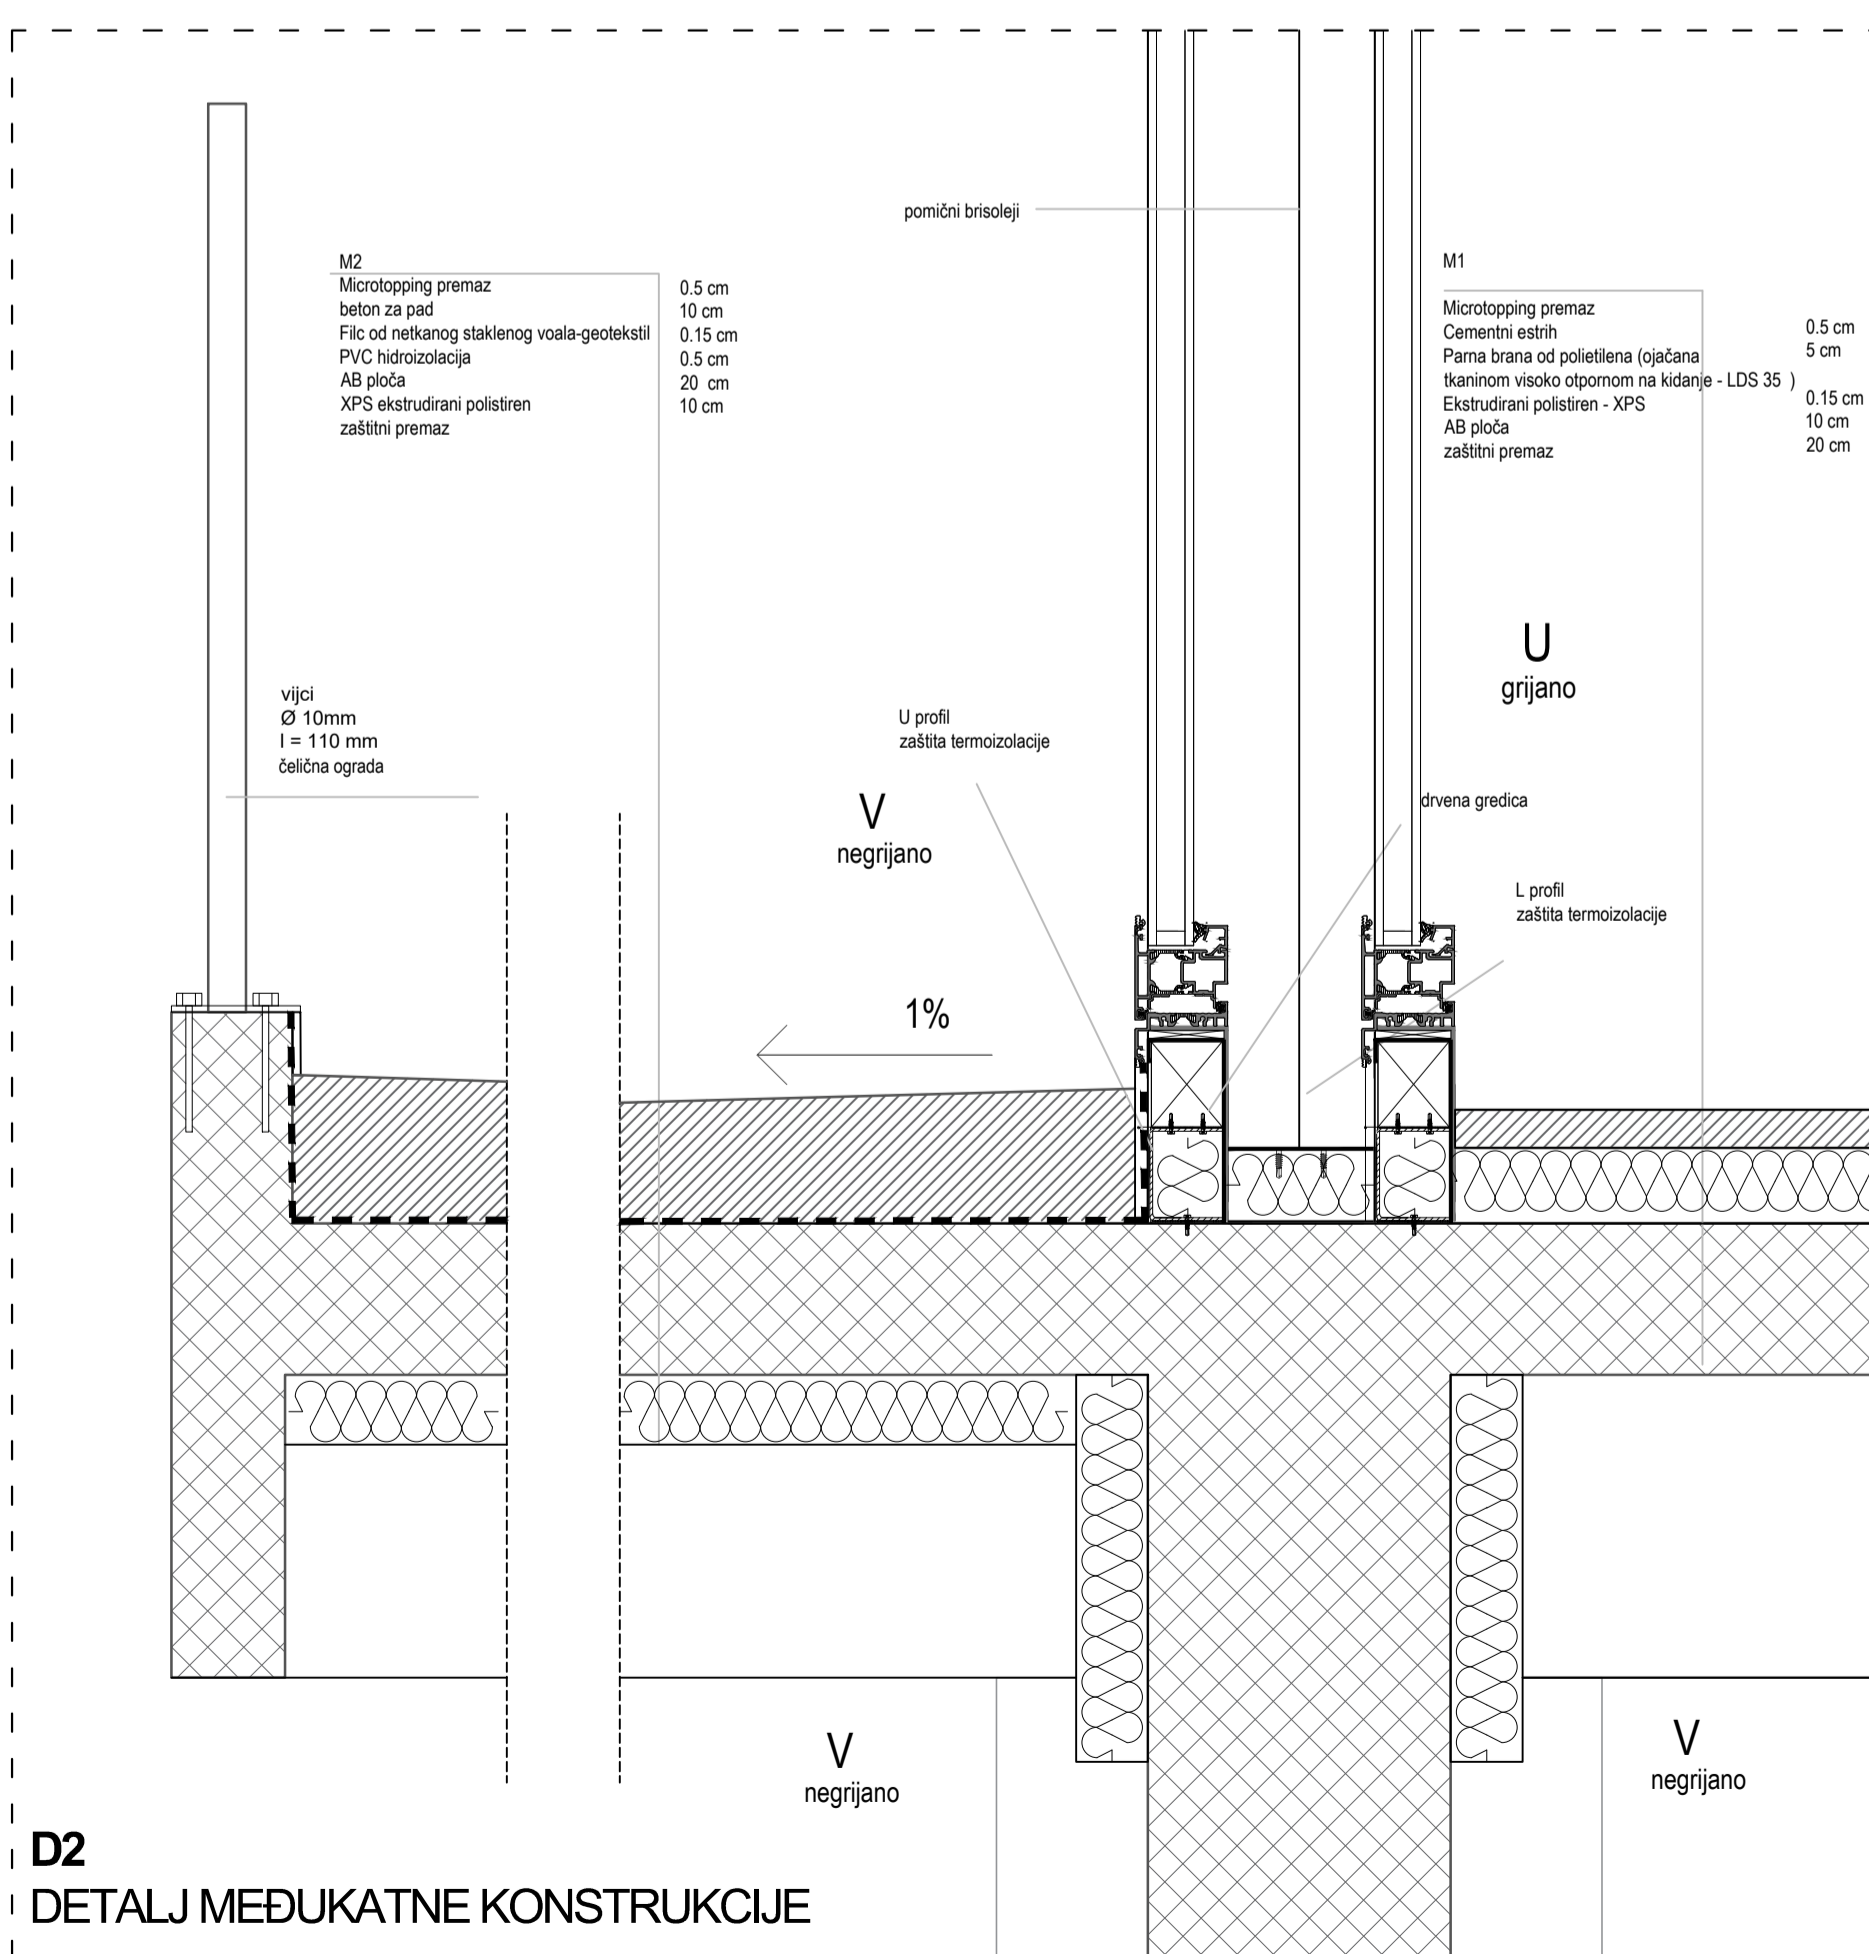 pomični brisoleji
M2
Microtopping premaz 0.5 cm
beton za pad 10 cm
Filc od netkanog staklenog voala-geotekstil 0.15 cm
PVC hidroizolacija 0.5 cm
AB ploča 20 cm
XPS ekstrudirani polistiren 10 cm
zaštitni premaz
M1
Microtopping premaz
0.5 cm
Cementni estrih
5 cm
Parna brana od polietilena (ojačana
tkaninom visoko otpornom na kidanje - LDS 35 )
0.15 cm
Ekstrudirani polistiren - XPS
10 cm
AB ploča
20 cm
zaštitni premaz
U
grijano
vijci
Ø 10mm
l = 110 mm
čelična ograda
U profil
zaštita termoizolacije
V
negrijano
drvena gredica
L profil
zaštita termoizolacije
1%
V
negrijano
V
negrijano
D2
DETALJ MEĐUKATNE KONSTRUKCIJE